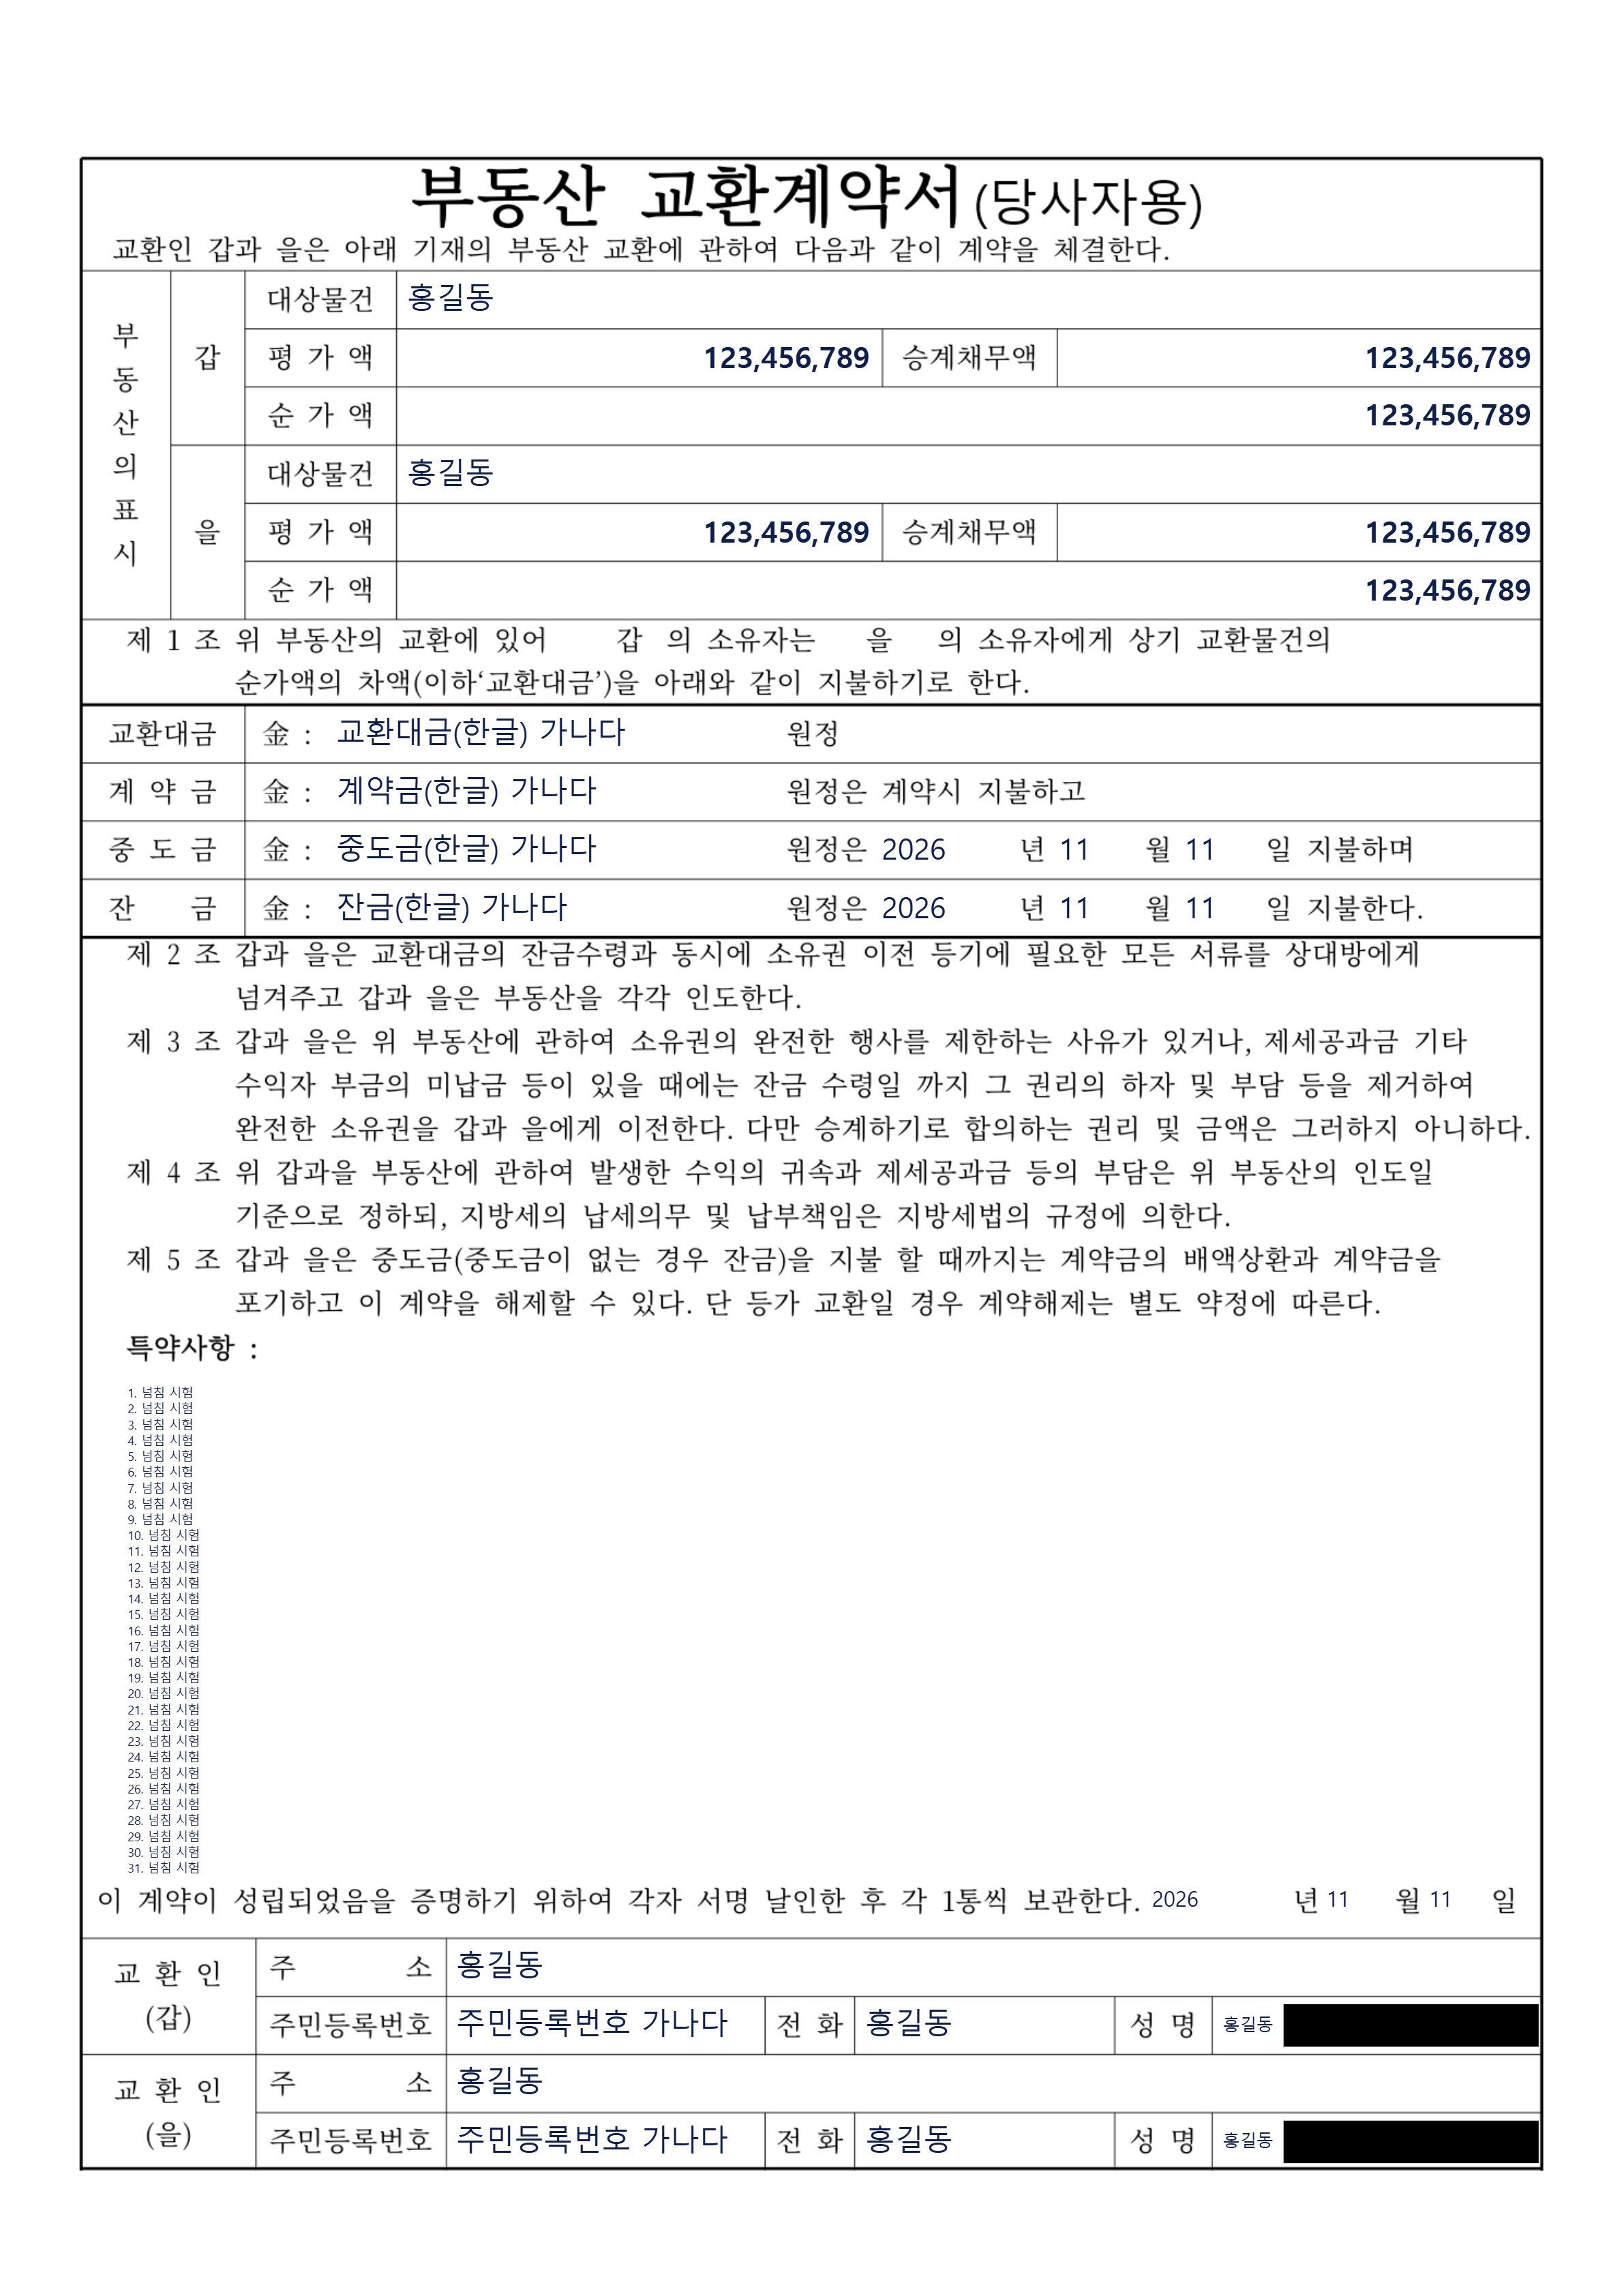 부동산 교환계약서(당사자용)
교환인 갑과 을은 아래 기재의 부동산 교환에 관하여 다음과 같이 계약을 체결한다.
부동산의표시
갑
대상물건 홍길동
평 가 액 123,456,789 승계채무액 123,456,789
순 가 액 123,456,789
을
대상물건 홍길동
평 가 액 123,456,789 승계채무액 123,456,789
순 가 액 123,456,789
제 1 조 위 부동산의 교환에 있어 갑 의 소유자는 을 의 소유자에게 상기 교환물건의
순가액의 차액(이하‘교환대금’)을 아래와 같이 지불하기로 한다.
교환대금 金 : 교환대금(한글) 가나다 원정
계 약 금 金 : 계약금(한글) 가나다 원정은 계약시 지불하고
중 도 금 金 : 중도금(한글) 가나다 원정은 2026 년 11 월 11 일 지불하며
잔 금 金 : 잔금(한글) 가나다 원정은 2026 년 11 월 11 일 지불한다.
제 2 조 갑과 을은 교환대금의 잔금수령과 동시에 소유권 이전 등기에 필요한 모든 서류를 상대방에게
넘겨주고 갑과 을은 부동산을 각각 인도한다.
제 3 조 갑과 을은 위 부동산에 관하여 소유권의 완전한 행사를 제한하는 사유가 있거나, 제세공과금 기타
수익자 부금의 미납금 등이 있을 때에는 잔금 수령일 까지 그 권리의 하자 및 부담 등을 제거하여
완전한 소유권을 갑과 을에게 이전한다. 다만 승계하기로 합의하는 권리 및 금액은 그러하지 아니하다.
제 4 조 위 갑과을 부동산에 관하여 발생한 수익의 귀속과 제세공과금 등의 부담은 위 부동산의 인도일
기준으로 정하되, 지방세의 납세의무 및 납부책임은 지방세법의 규정에 의한다.
제 5 조 갑과 을은 중도금(중도금이 없는 경우 잔금)을 지불 할 때까지는 계약금의 배액상환과 계약금을
포기하고 이 계약을 해제할 수 있다. 단 등가 교환일 경우 계약해제는 별도 약정에 따른다.
특약사항 :
1. 넘침 시험
2. 넘침 시험
3. 넘침 시험
4. 넘침 시험
5. 넘침 시험
6. 넘침 시험
7. 넘침 시험
8. 넘침 시험
9. 넘침 시험
10. 넘침 시험
11. 넘침 시험
12. 넘침 시험
13. 넘침 시험
14. 넘침 시험
15. 넘침 시험
16. 넘침 시험
17. 넘침 시험
18. 넘침 시험
19. 넘침 시험
20. 넘침 시험
21. 넘침 시험
22. 넘침 시험
23. 넘침 시험
24. 넘침 시험
25. 넘침 시험
26. 넘침 시험
27. 넘침 시험
28. 넘침 시험
29. 넘침 시험
30. 넘침 시험
31. 넘침 시험
이 계약이 성립되었음을 증명하기 위하여 각자 서명 날인한 후 각 1통씩 보관한다. 2026 년 11 월 11 일
교 환 인
(갑)
주 소 홍길동
주민등록번호 주민등록번호 가나다 전 화 홍길동 성 명 홍길동
교 환 인
(을)
주 소 홍길동
주민등록번호 주민등록번호 가나다 전 화 홍길동 성 명 홍길동